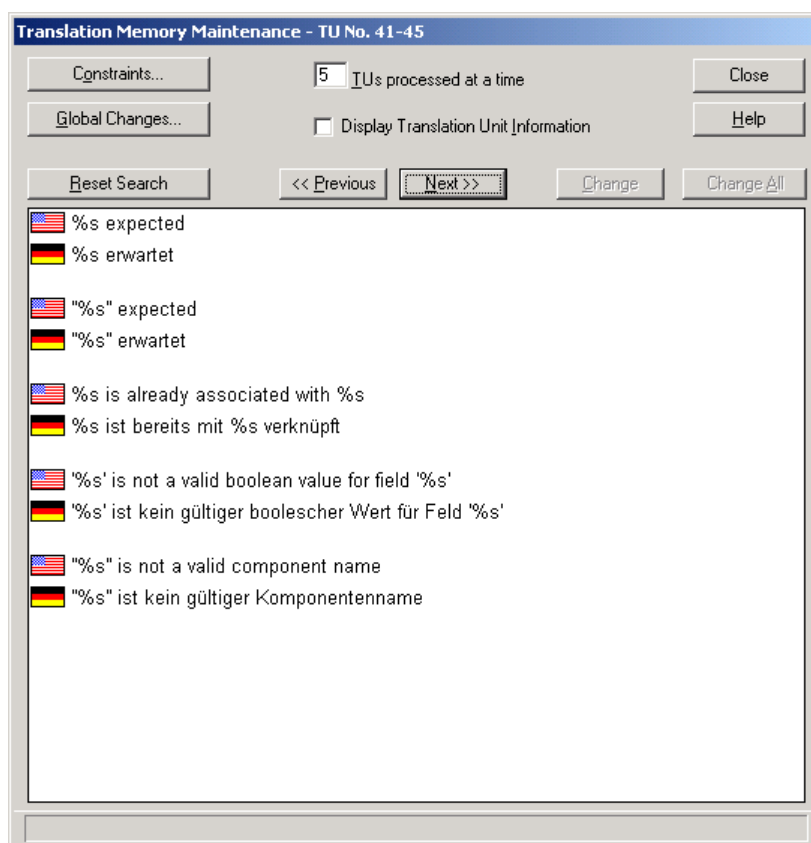 Translation Memory Maintenance - TU No. 41-45
Constraints...
5 TUs processed at a time
Close
Global Changes...
Display Translation Unit Information
Help
Reset Search
<< Previous
Next >>
Change
Change All
%s expected
%s erwartet
"%s" expected
"%s" erwartet
%s is already associated with %s
%s ist bereits mit %s verknüpft
'%s' is not a valid boolean value for field '%s'
'%s' ist kein gültiger boolescher Wert für Feld '%s'
"%s" is not a valid component name
"%s" ist kein gültiger Komponentenname